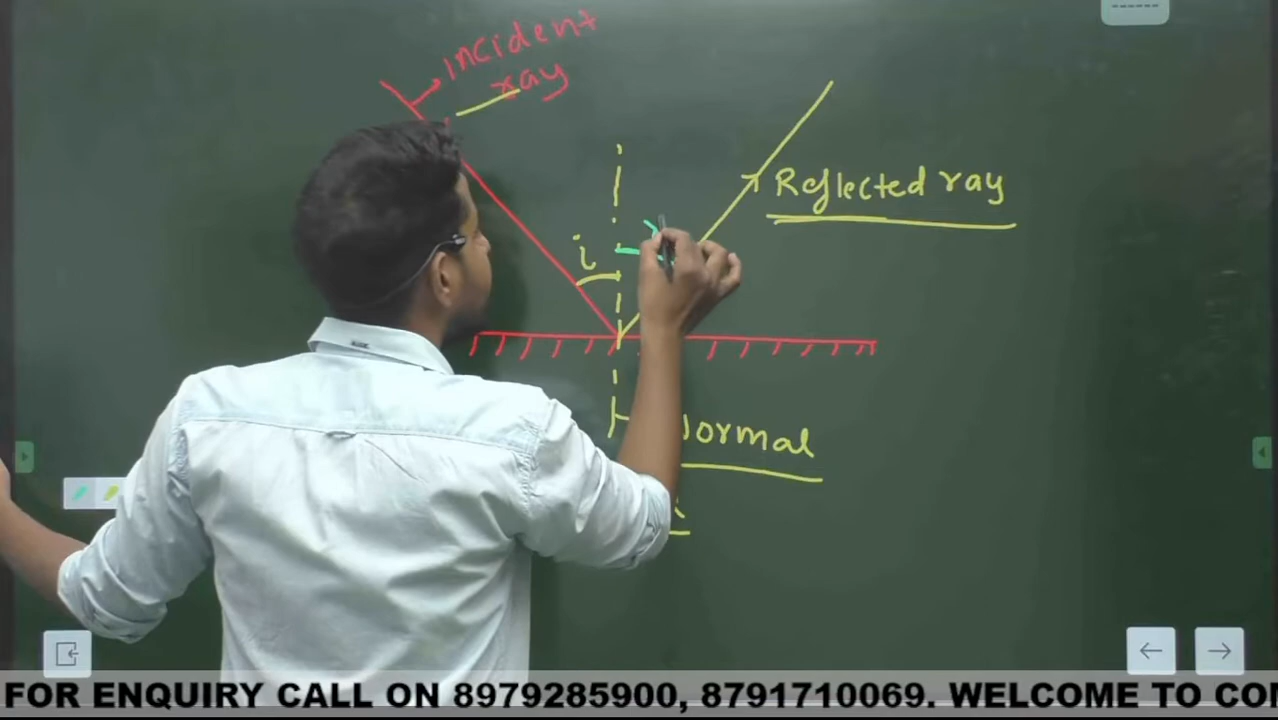 incident
ray
Reflected ray
i
Normal
FOR ENQUIRY CALL ON 8979285900, 8791710069. WELCOME TO CO